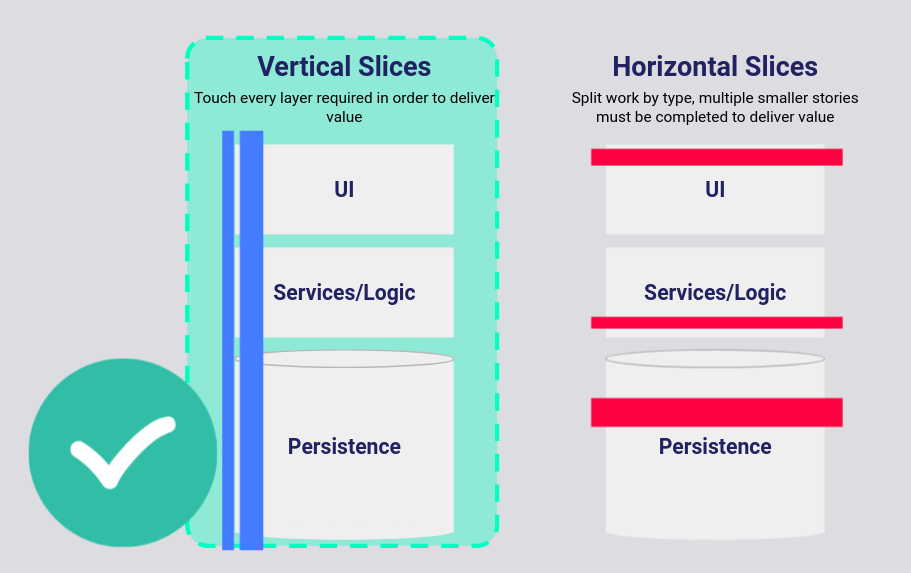 Vertical Slices
Touch every layer required in order to deliver
value
UI
Services/Logic
Persistence
Horizontal Slices
Split work by type, multiple smaller stories
must be completed to deliver value
UI
Services/Logic
Persistence